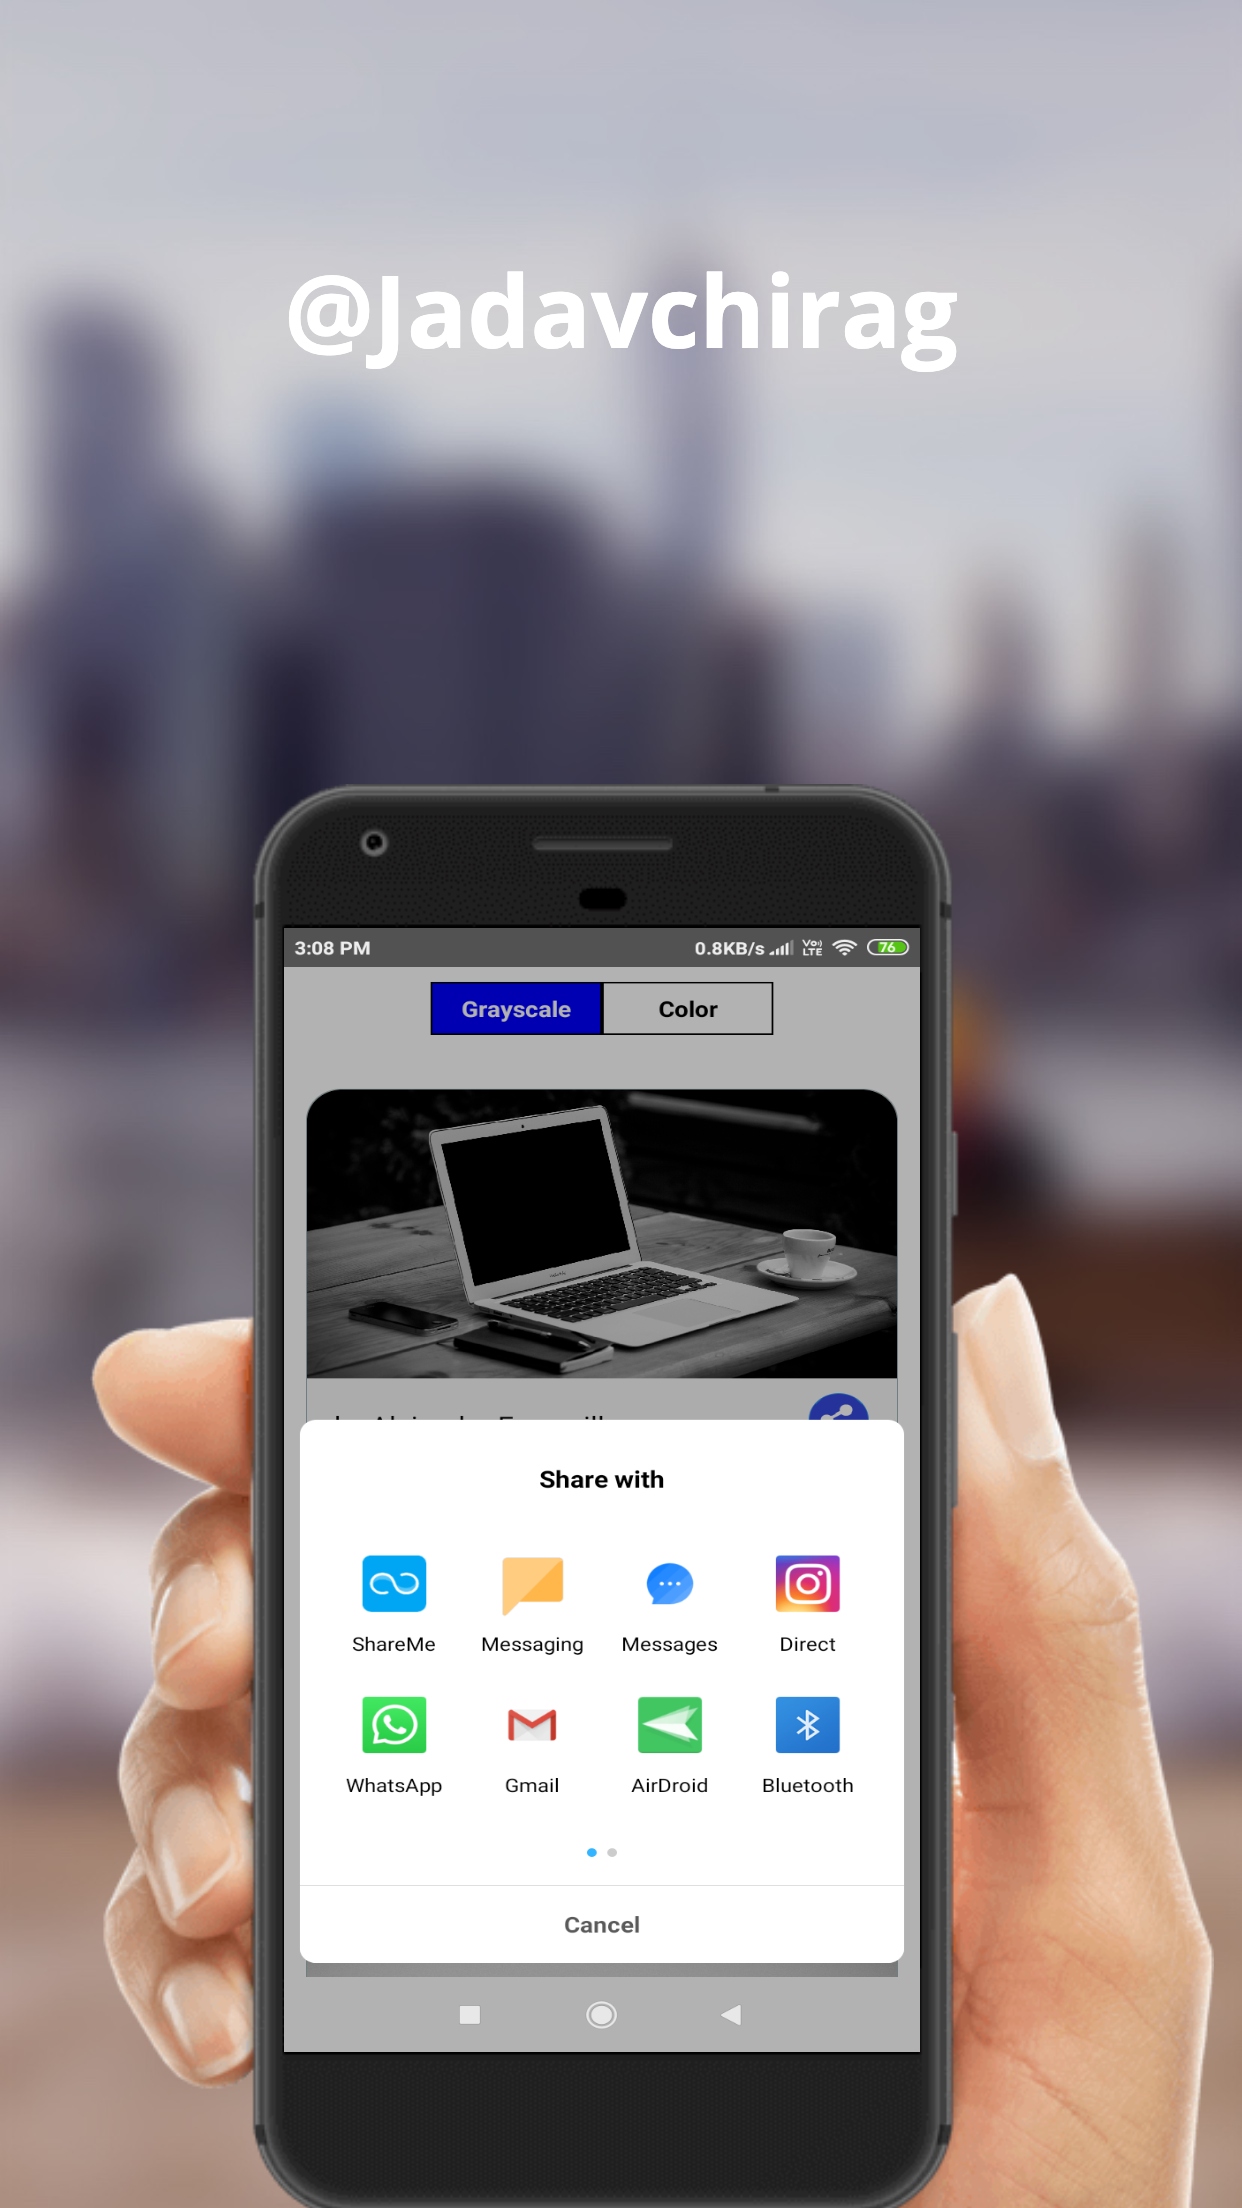 @Jadavchirag
3:08 PM 0.8KB/s Vo) LTE 76
Grayscale Color
Share with
ShareMe Messaging Messages Direct
WhatsApp Gmail AirDroid Bluetooth
Cancel